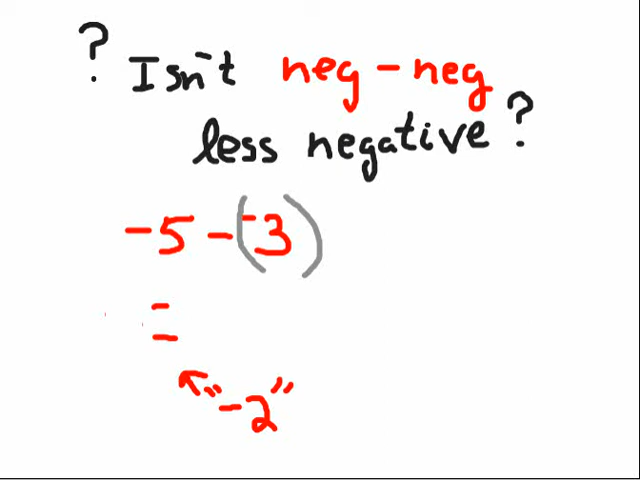 ? Isn't neg - neg
less negative?
-5 - (-3)
=
"-2"